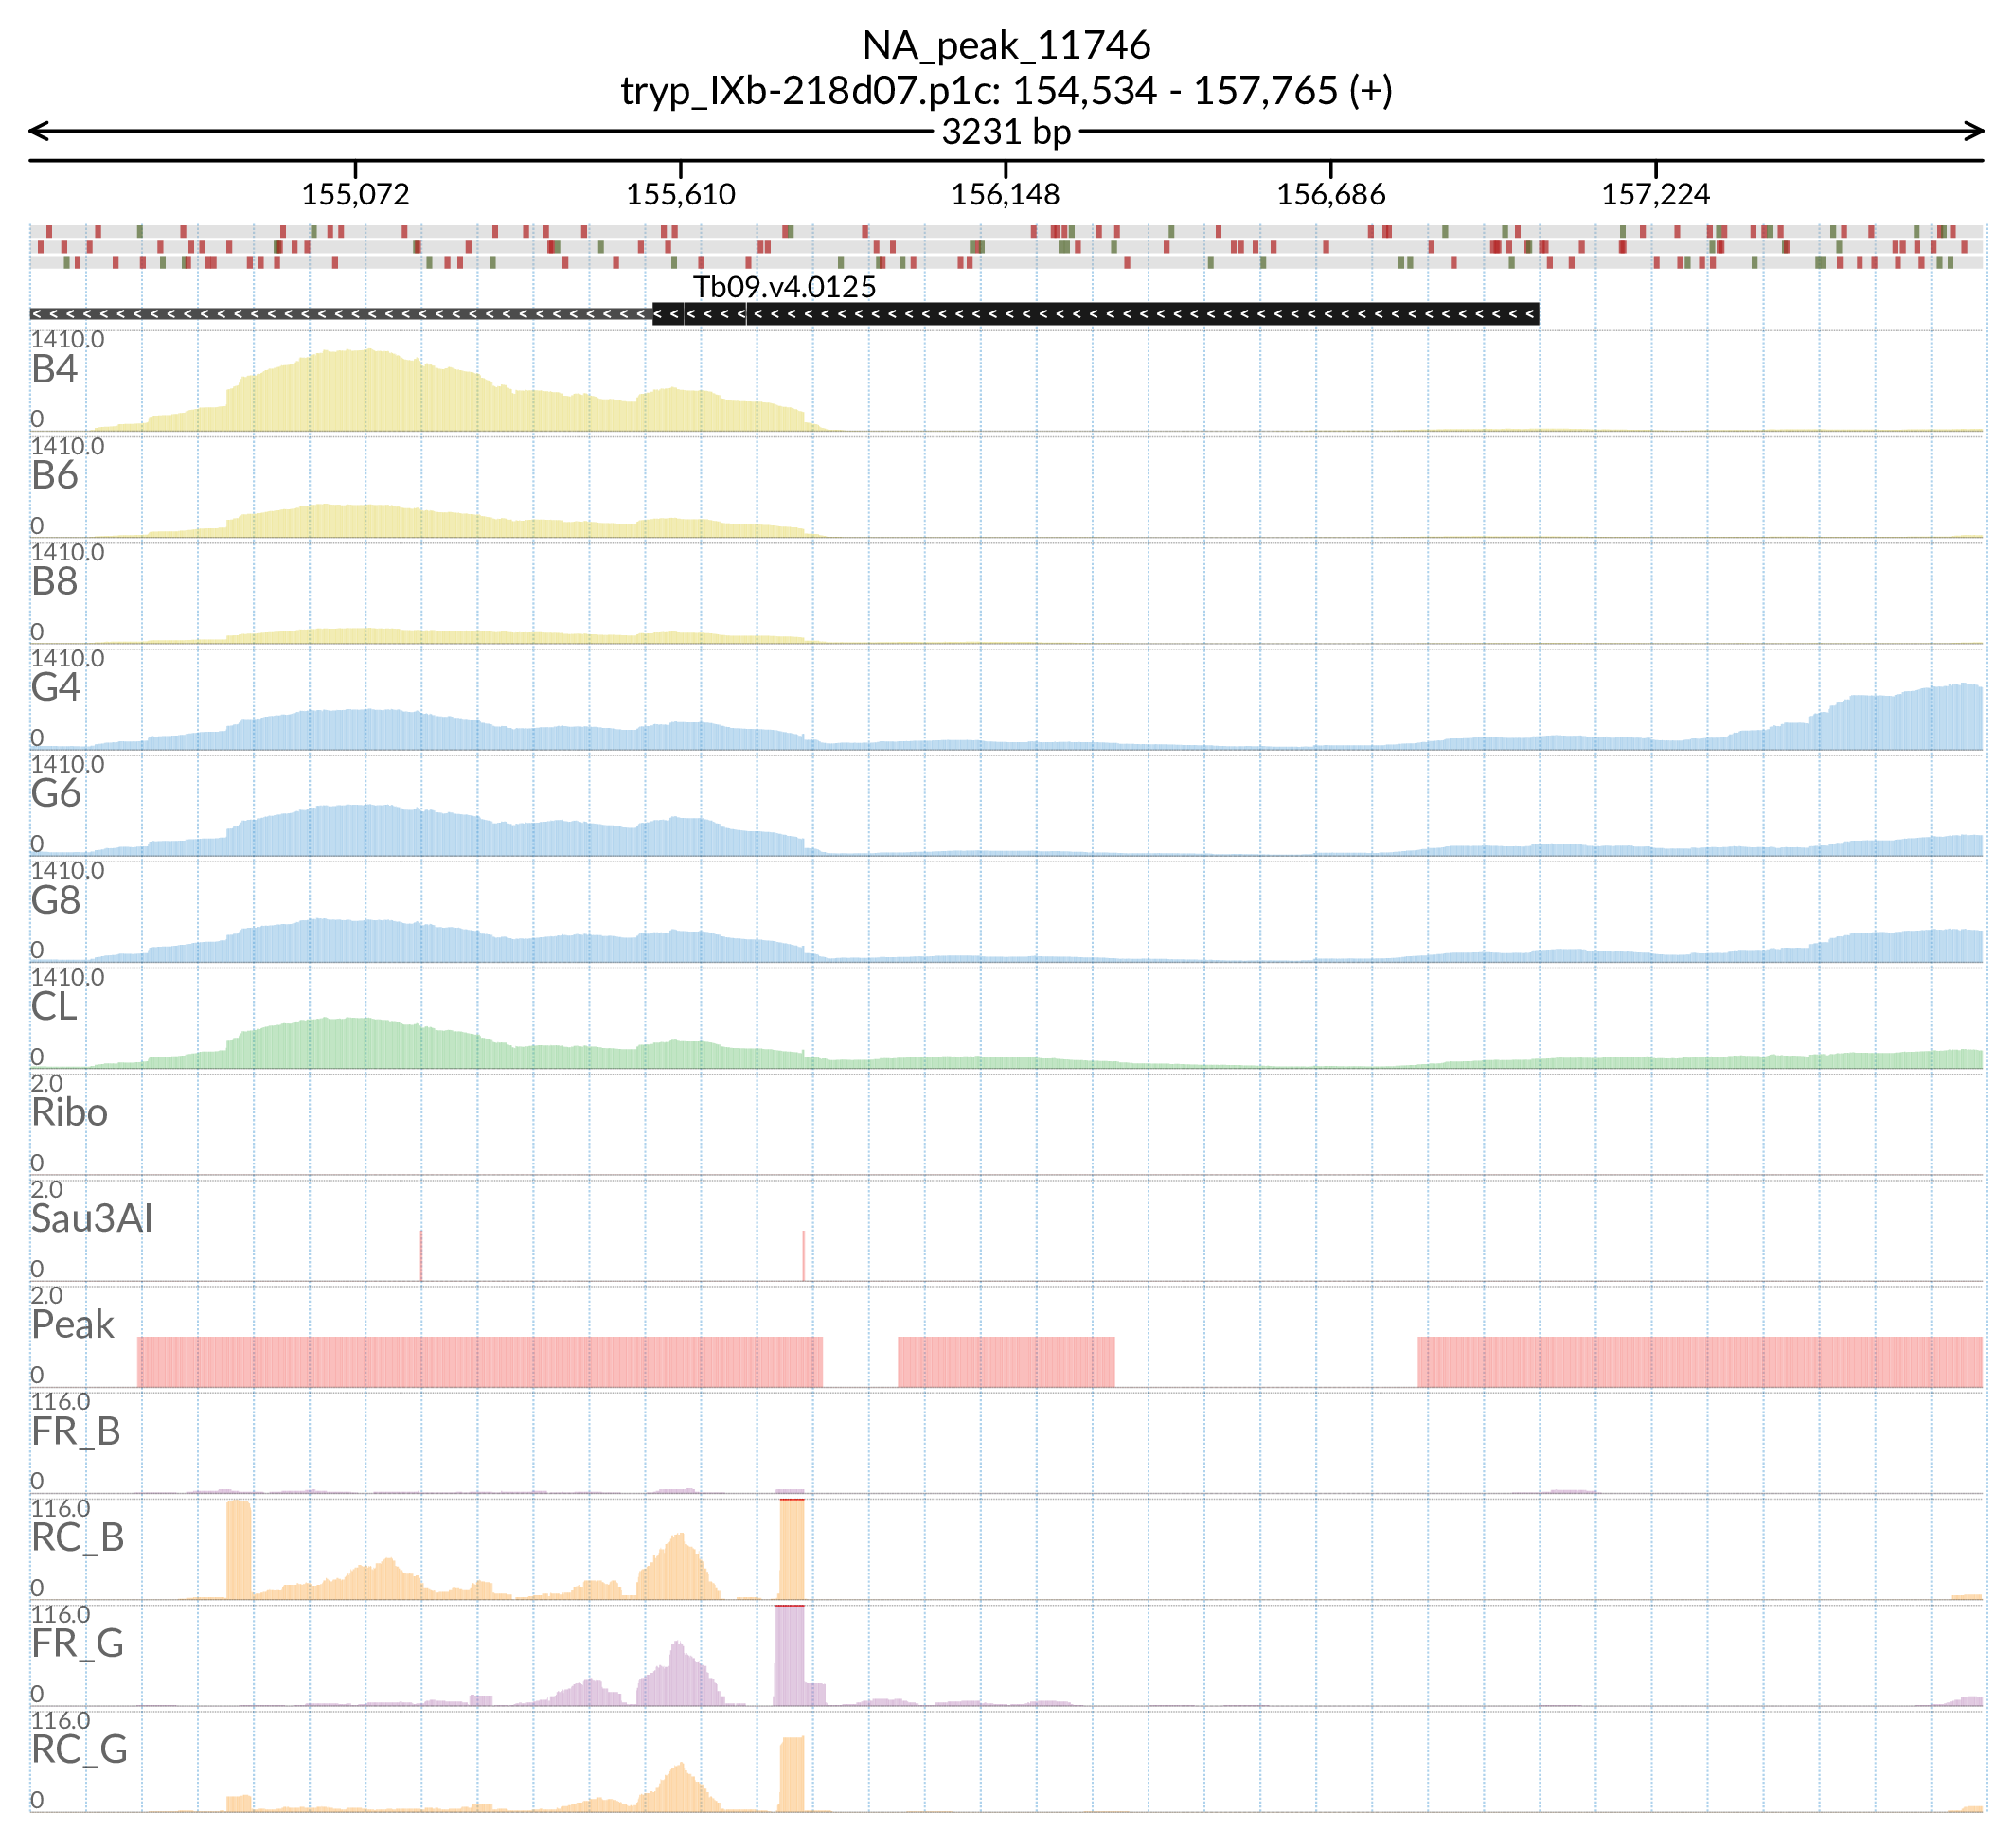 NA_peak_11746
tryp_IXb-218d07.p1c: 154,534 - 157,765 (+)
3231 bp
155,072 155,610 156,148 156,686 157,224
Tb09.v4.0125
1410.0
B4
0
1410.0
B6
0
1410.0
B8
0
1410.0
G4
0
1410.0
G6
0
1410.0
G8
0
1410.0
CL
0
2.0
Ribo
0
2.0
Sau3AI
0
2.0
Peak
0
116.0
FR_B
0
116.0
RC_B
0
116.0
FR_G
0
116.0
RC_G
0